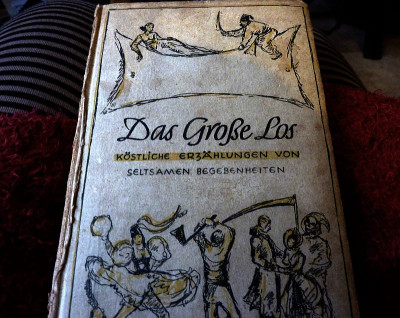 Das Große Los
KÖSTLICHE ERZÄHLUNGEN VON
SELTSAMEN BEGEBENHEITEN